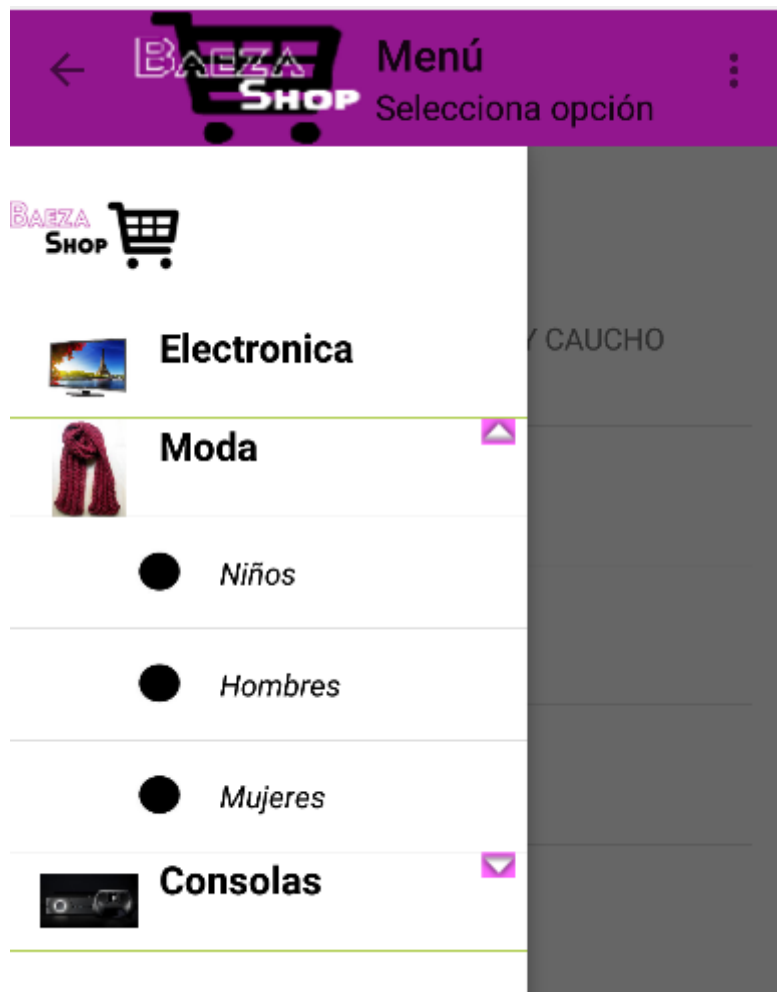 BAEZA
SHOP
Menú
Selecciona opción
BAEZA
SHOP
Electronica
Y CAUCHO
Moda
Niños
Hombres
Mujeres
Consolas